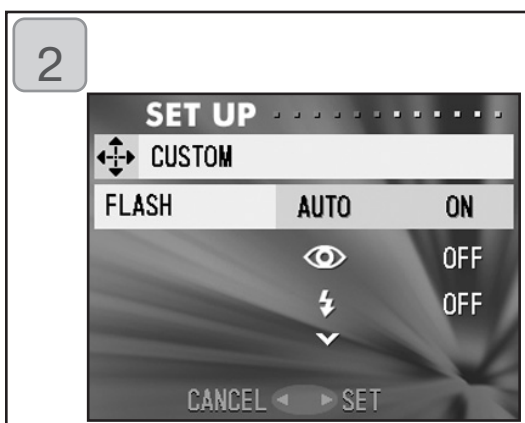 2
SET UP
CUSTOM
FLASH AUTO ON
OFF
OFF
CANCEL SET